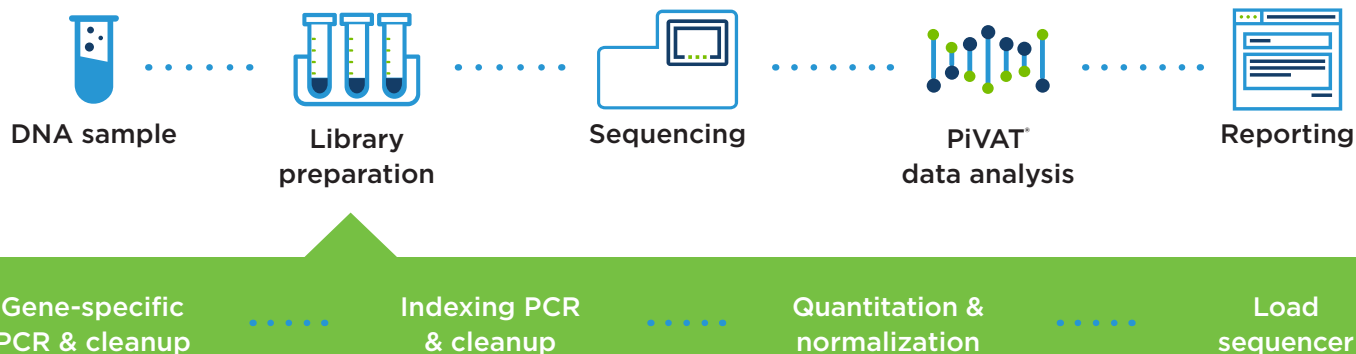 DNA sample
Library
preparation
Sequencing
PiVAT®
data analysis
Reporting
Gene-specific
PCR & cleanup
Indexing PCR
& cleanup
Quantitation &
normalization
Load
sequencer